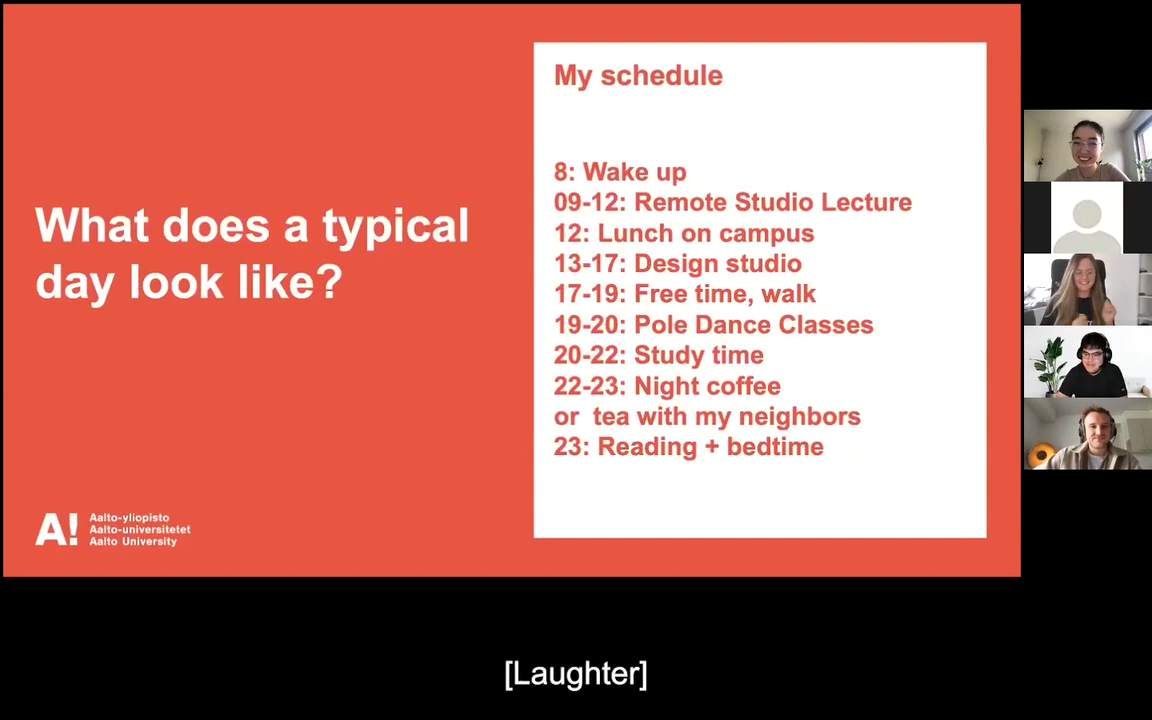 What does a typical
day look like?
My schedule
8: Wake up
09-12: Remote Studio Lecture
12: Lunch on campus
13-17: Design studio
17-19: Free time, walk
19-20: Pole Dance Classes
20-22: Study time
22-23: Night coffee
or  tea with my neighbors
23: Reading + bedtime
A!
Aalto-yliopisto
Aalto-universitetet
Aalto University
[Laughter]